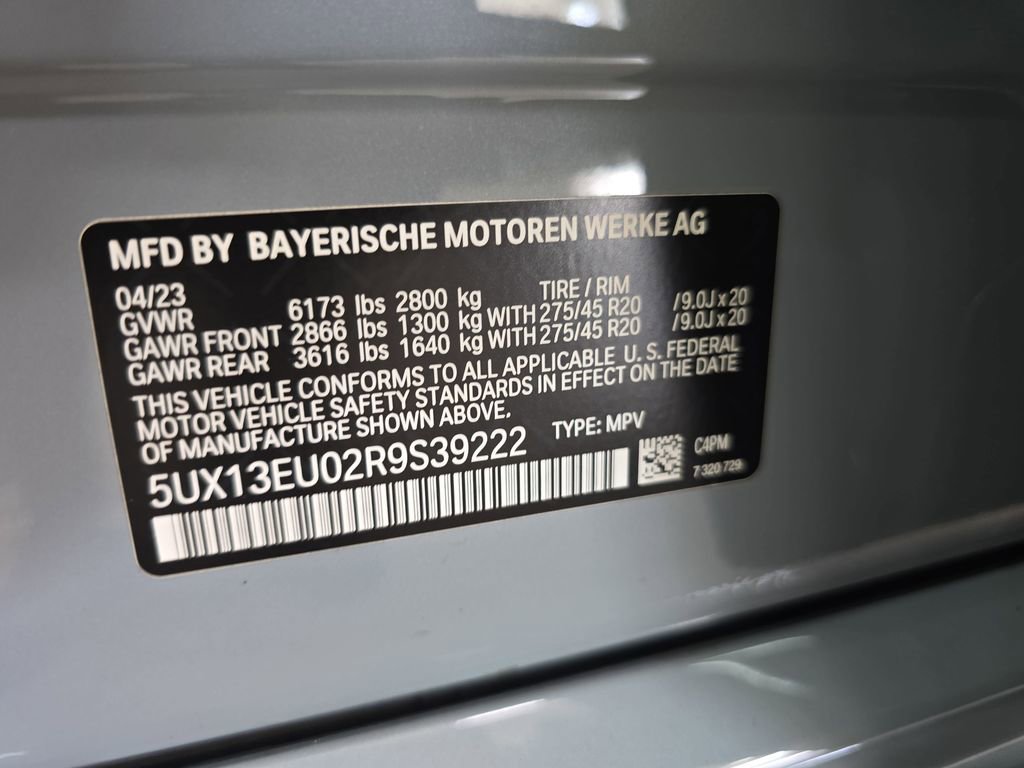 MFD BY BAYERISCHE MOTOREN WERKE AG
04/23 TIRE / RIM
GVWR 6173 lbs 2800 kg
GAWR FRONT 2866 lbs 1300 kg WITH 275/45 R20 /9.0J x 20
GAWR REAR 3616 lbs 1640 kg WITH 275/45 R20 /9.0J x 20
THIS VEHICLE CONFORMS TO ALL APPLICABLE U. S. FEDERAL
MOTOR VEHICLE SAFETY STANDARDS IN EFFECT ON THE DATE
OF MANUFACTURE SHOWN ABOVE.
5UX13EU02R9S39222 TYPE: MPV
C4PM
7 320 729